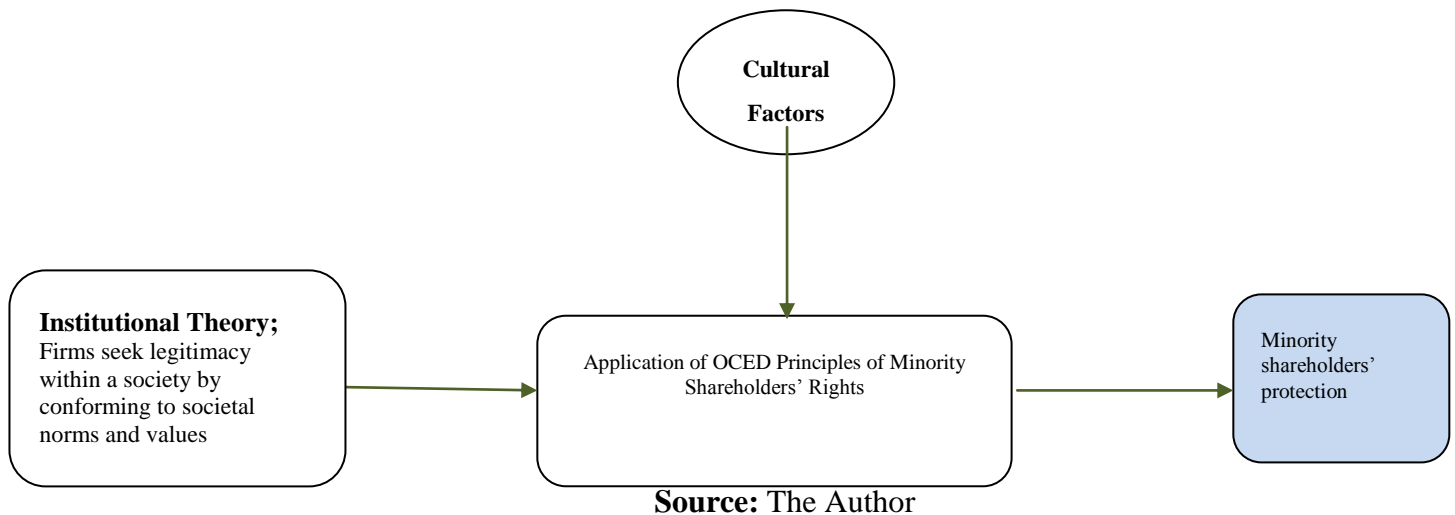 Cultural
Factors
Institutional Theory;
Firms seek legitimacy
within a society by
conforming to societal
norms and values
Application of OCED Principles of Minority
Shareholders’ Rights
Minority
shareholders’
protection
Source: The Author